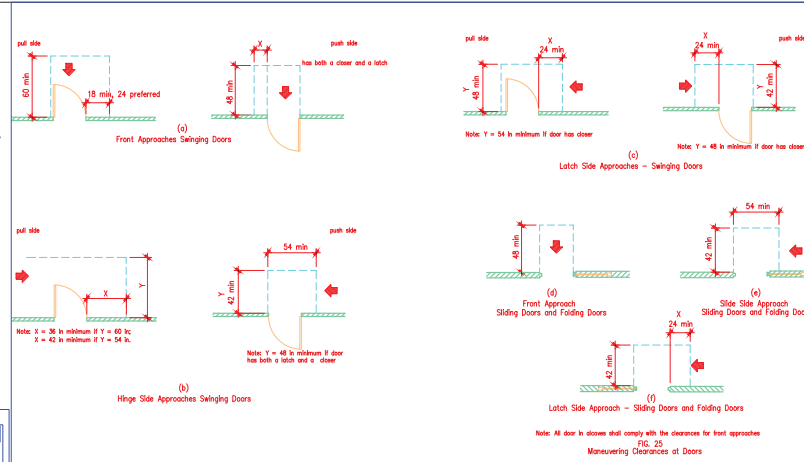 pull side
push side
X
has both a closer and a latch
60 min
18 min, 24 preferred
48 min
(a)
Front Approaches Swinging Doors
pull side
push side
X
24 min
X
24 min
Y
48 min
Y
42 min
Note: Y = 54 in minimum if door has closer
Note: Y = 48 in minimum if door has closer
(c)
Latch Side Approaches – Swinging Doors
pull side
push side
54 min
X
Y
Y
42 min
Note: X = 36 in minimum if Y = 60 in;
X = 42 in minimum if Y = 54 in.
Note: Y = 48 in minimum if door
has both a latch and a closer
(b)
Hinge Side Approaches Swinging Doors
48 min
54 min
42 min
(d)
Front Approach
Sliding Doors and Folding Doors
(e)
Slide Side Approach
Sliding Doors and Folding Doo
X
24 min
42 min
(f)
Latch Side Approach – Sliding Doors and Folding Doors
Note: All door in alcoves shall comply with the clearances for front approaches
FIG. 25
Maneuvering Clearances at Doors